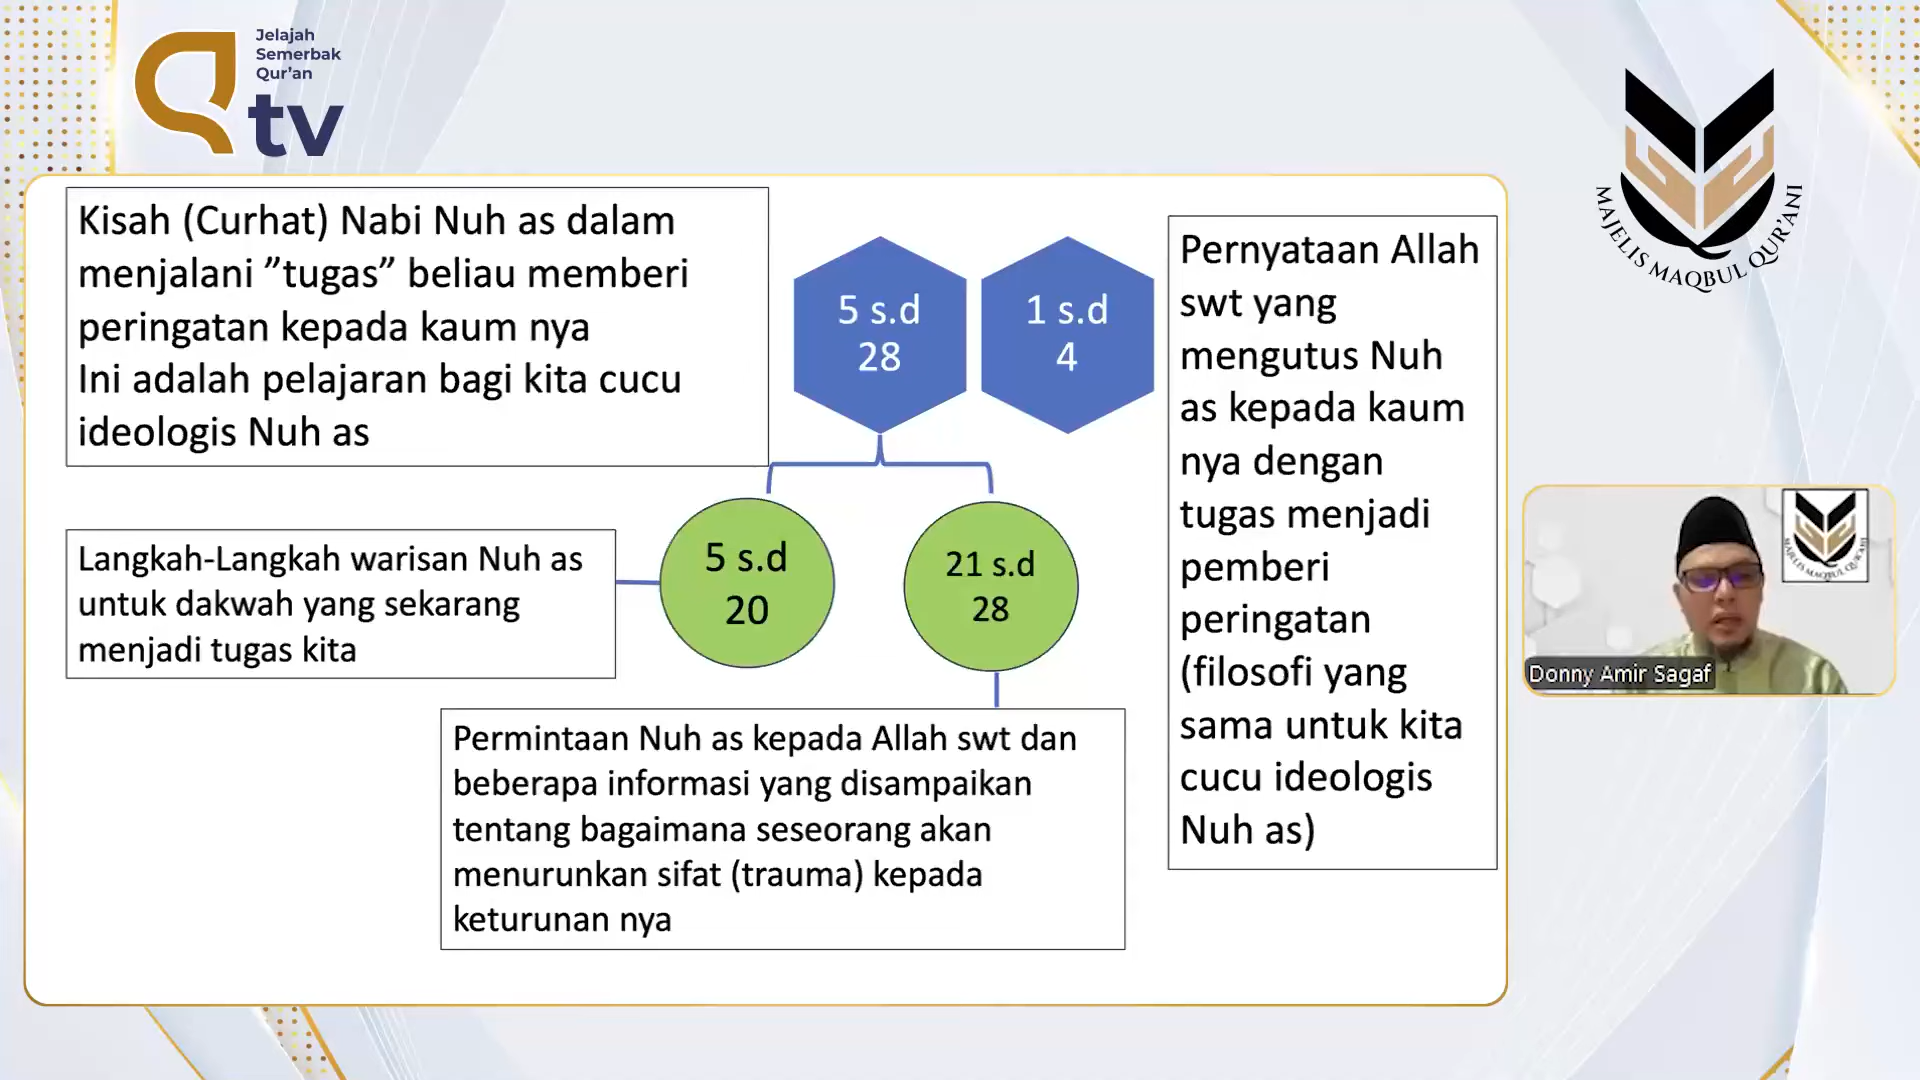 Jelajah
Semerbak
Qur'an
tv
MAJELIS MAQBUL QUR'ANI
Kisah (Curhat) Nabi Nuh as dalam
menjalani ”tugas” beliau memberi
peringatan kepada kaum nya
Ini adalah pelajaran bagi kita cucu
ideologis Nuh as
5 s.d
28
1 s.d
4
Pernyataan Allah
swt yang
mengutus Nuh
as kepada kaum
nya dengan
tugas menjadi
pemberi
peringatan
(filosofi yang
sama untuk kita
cucu ideologis
Nuh as)
Langkah-Langkah warisan Nuh as
untuk dakwah yang sekarang
menjadi tugas kita
5 s.d
20
21 s.d
28
Permintaan Nuh as kepada Allah swt dan
beberapa informasi yang disampaikan
tentang bagaimana seseorang akan
menurunkan sifat (trauma) kepada
keturunan nya
MAJELIS MAQBUL QUR'ANI
Donny Amir Sagaf